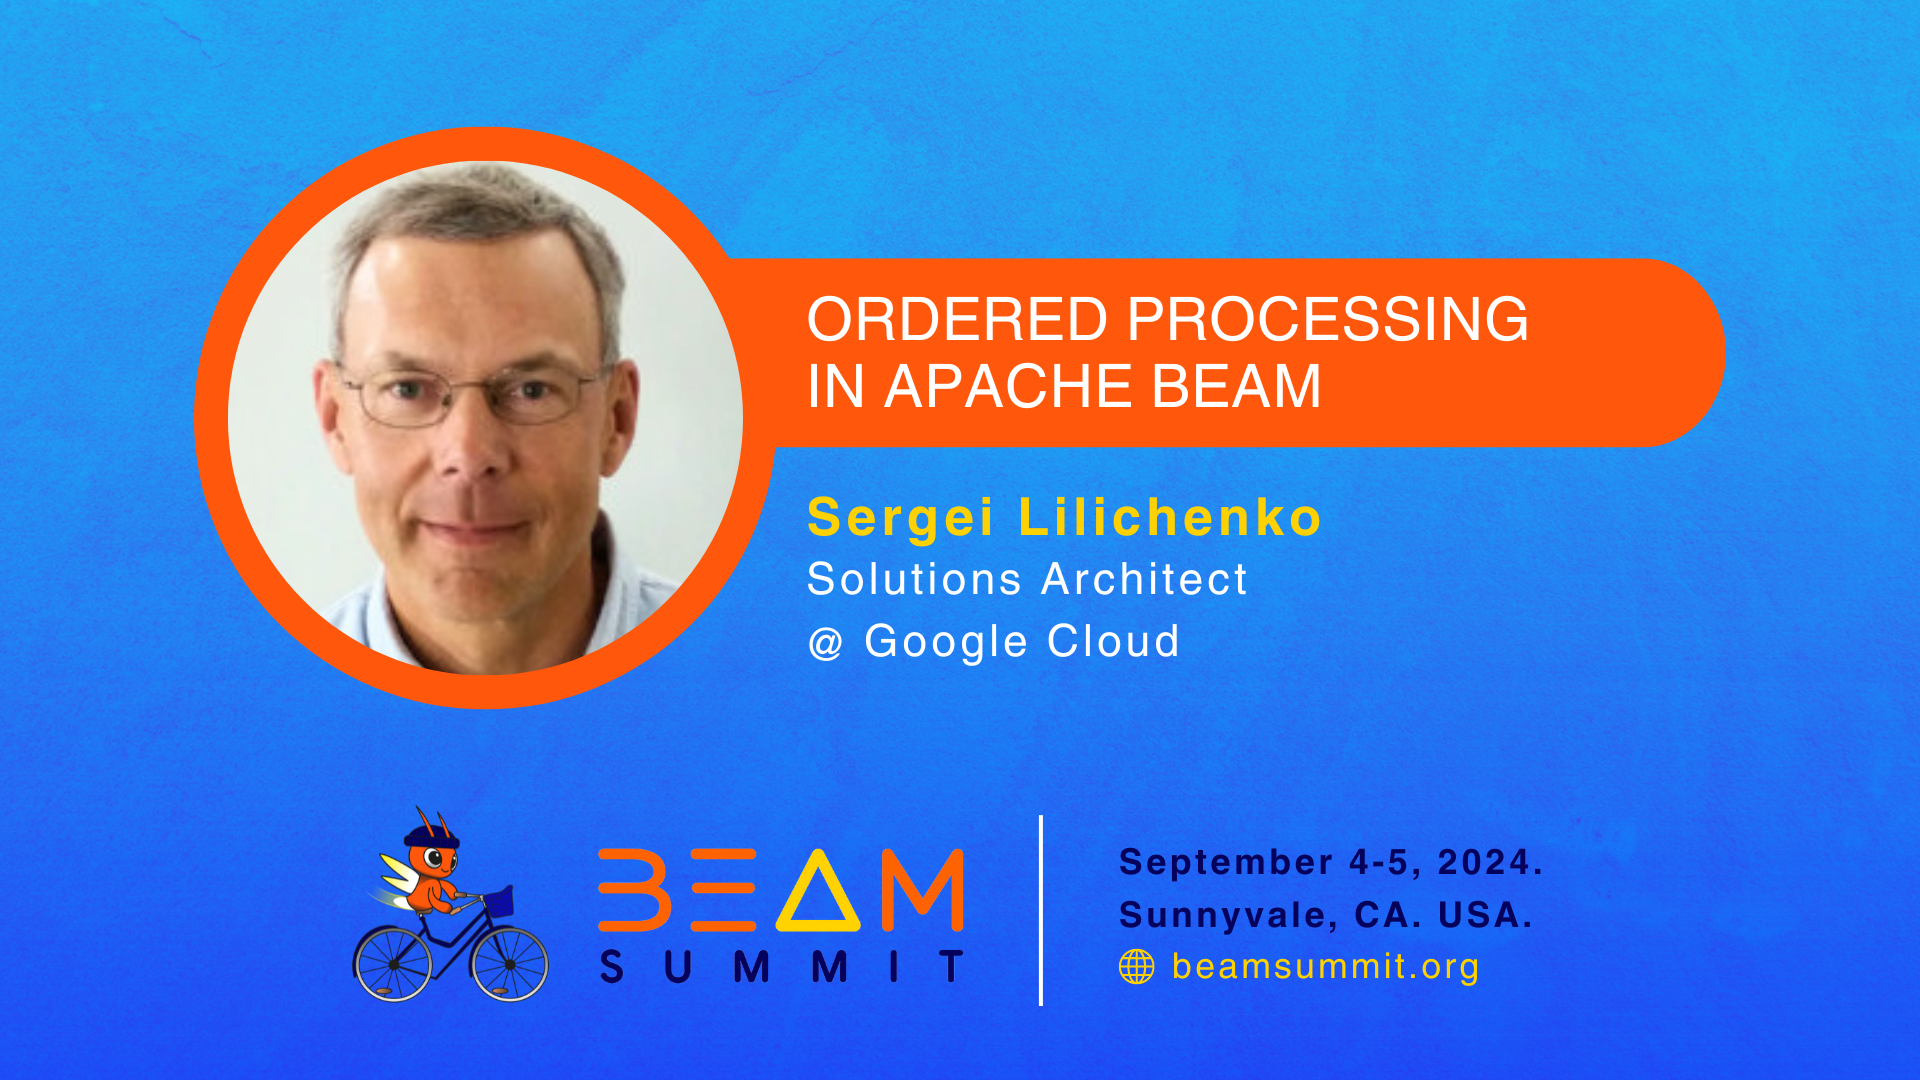 ORDERED PROCESSING
IN APACHE BEAM
Sergei Lilichenko
Solutions Architect
@ Google Cloud
BEAM
SUMMIT
September 4-5, 2024.
Sunnyvale, CA. USA.
beamsummit.org